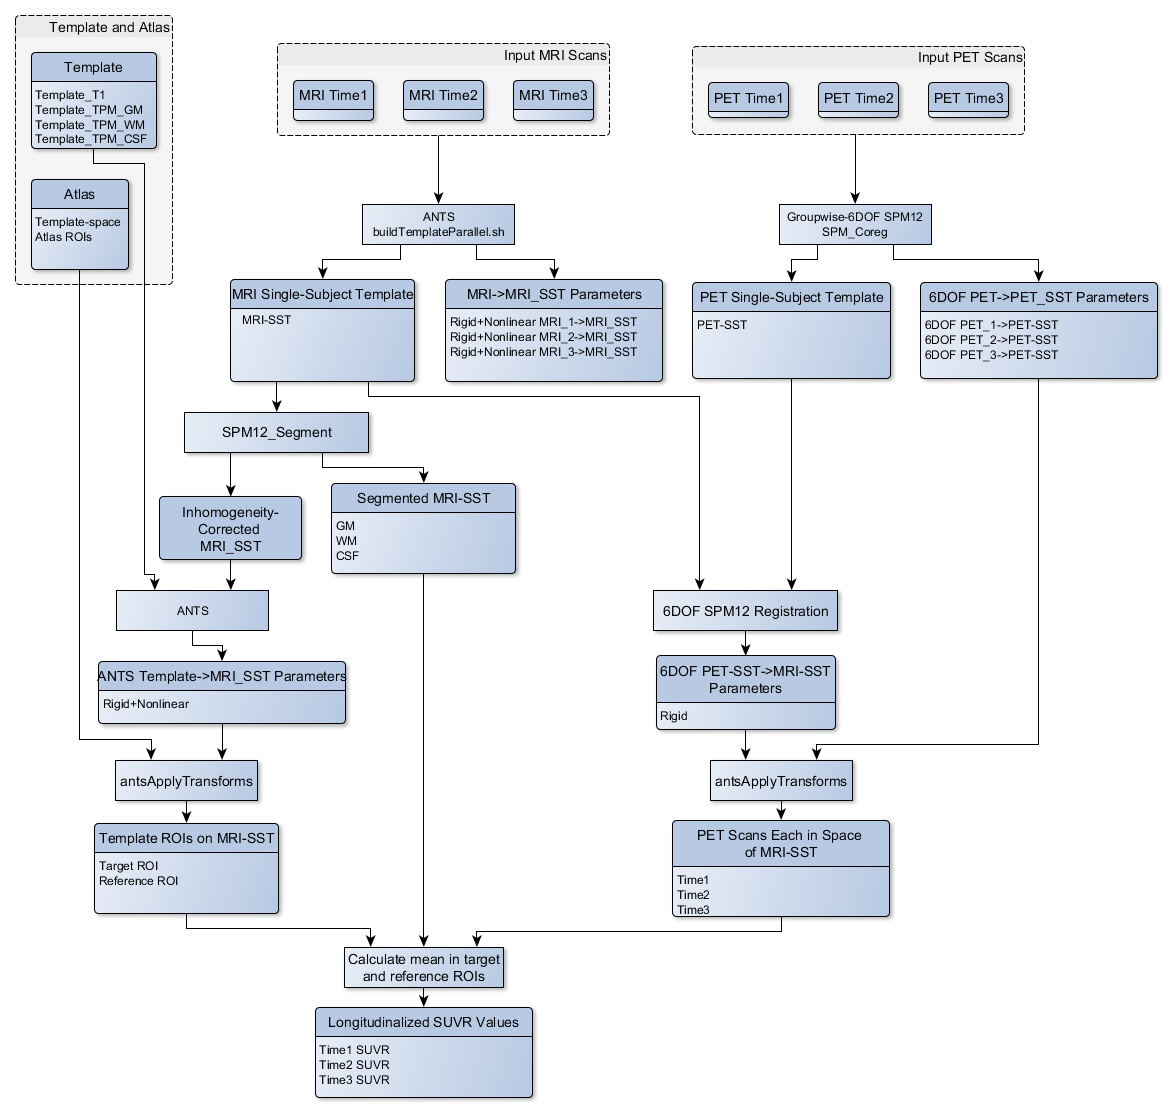 Template and Atlas
Template
Template_T1
Template_TPM_GM
Template_TPM_WM
Template_TPM_CSF
Atlas
Template-space
Atlas ROIs
Input MRI Scans
MRI Time1
MRI Time2
MRI Time3
Input PET Scans
PET Time1
PET Time2
PET Time3
ANTS
buildTemplateParallel.sh
Groupwise-6DOF SPM12
SPM_Coreg
MRI Single-Subject Template
MRI-SST
MRI->MRI_SST Parameters
Rigid+Nonlinear MRI_1->MRI_SST
Rigid+Nonlinear MRI_2->MRI_SST
Rigid+Nonlinear MRI_3->MRI_SST
PET Single-Subject Template
PET-SST
6DOF PET->PET_SST Parameters
6DOF PET_1->PET-SST
6DOF PET_2->PET-SST
6DOF PET_3->PET-SST
SPM12_Segment
Inhomogeneity-
Corrected
MRI_SST
Segmented MRI-SST
GM
WM
CSF
ANTS
6DOF SPM12 Registration
ANTS Template->MRI_SST Parameters
Rigid+Nonlinear
6DOF PET-SST->MRI-SST
Parameters
Rigid
antsApplyTransforms
antsApplyTransforms
Template ROIs on MRI-SST
Target ROI
Reference ROI
PET Scans Each in Space
of MRI-SST
Time1
Time2
Time3
Calculate mean in target
and reference ROIs
Longitudinalized SUVR Values
Time1 SUVR
Time2 SUVR
Time3 SUVR